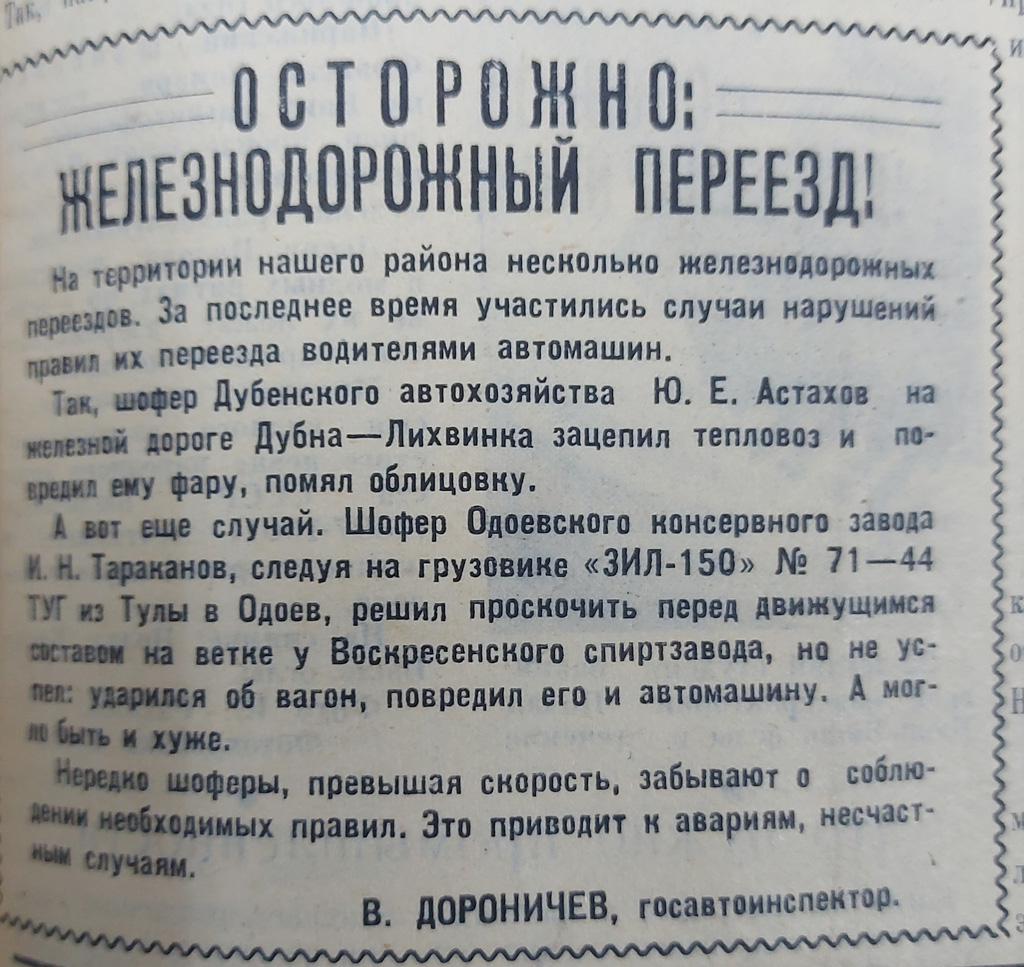 ОСТОРОЖНО:
ЖЕЛЕЗНОДОРОЖНЫЙ ПЕРЕЕЗД!
На территории нашего района несколько железнодорожных
переездов. За последнее время участились случаи нарушений
правил их переезда водителями автомашин.
Так, шофер Дубенского автохозяйства Ю. Е. Астахов на
железной дороге Дубна—Лихвинка зацепил тепловоз и по-
вредил ему фару, помял облицовку.
А вот еще случай. Шофер Одоевского консервного завода
И. Н. Тараканов, следуя на грузовике «ЗИЛ-150» № 71—44
ТУГ из Тулы в Одоев, решил проскочить перед движущимся
составом на ветке у Воскресенского спиртзавода, но не ус-
пел: ударился об вагон, повредил его и автомашину. А мог-
ло быть и хуже.
Нередко шоферы, превышая скорость, забывают о соблю-
дении необходимых правил. Это приводит к авариям, несчаст-
ным случаям.
В. ДОРОНИЧЕВ, госавтоинспектор.